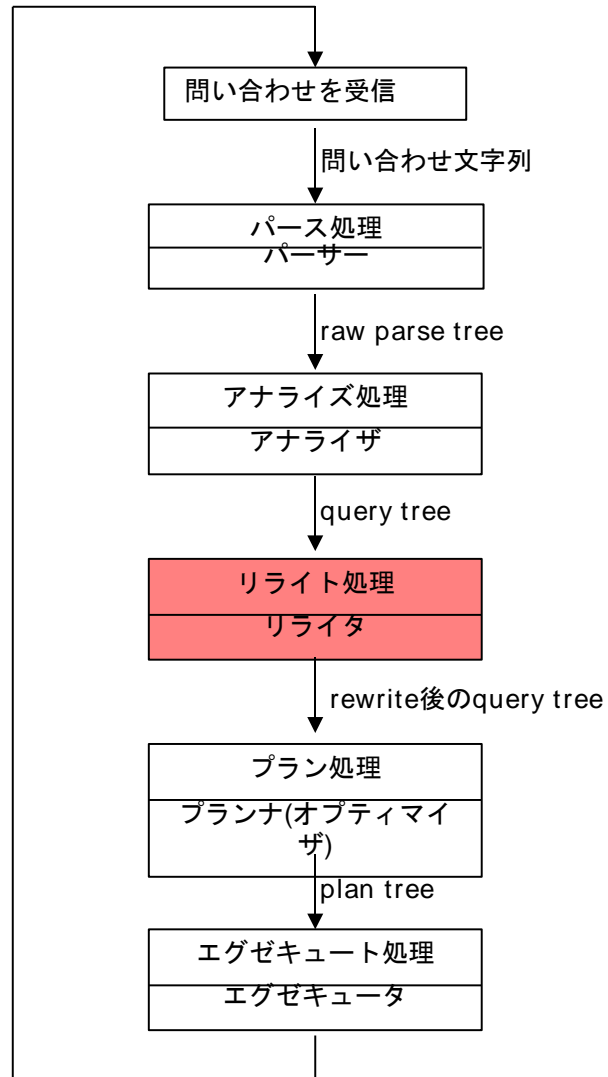 問い合わせを受信
問い合わせ文字列
パース処理
パーサー
raw parse tree
アナライズ処理
アナライザ
query tree
リライト処理
リライタ
rewrite後のquery tree
プラン処理
プランナ(オプティマイ
ザ)
plan tree
エグゼキュート処理
エグゼキュータ